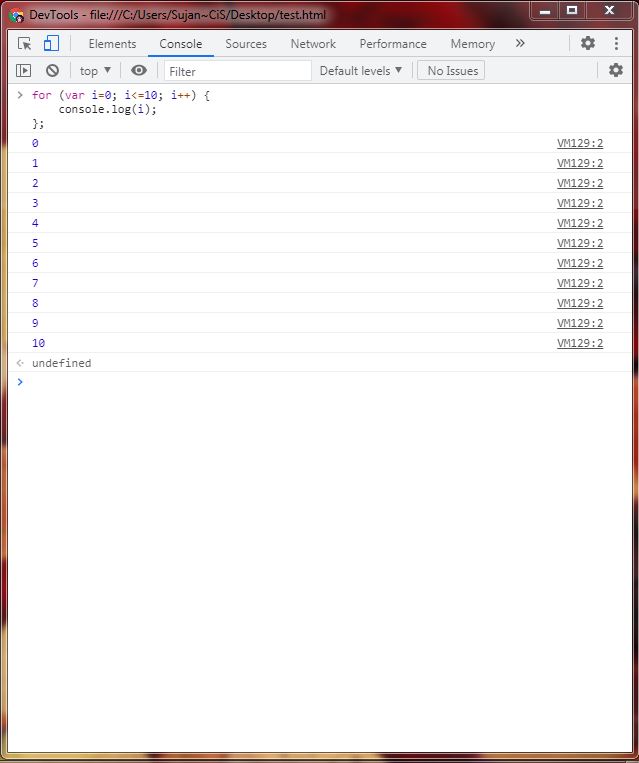 DevTools - file:///C:/Users/Sujan~CiS/Desktop/test.html
Elements Console Sources Network Performance Memory »
top ▼ Filter Default levels ▼ No Issues
> for (var i=0; i<=10; i++) {
console.log(i);
};
0 VM129:2
1 VM129:2
2 VM129:2
3 VM129:2
4 VM129:2
5 VM129:2
6 VM129:2
7 VM129:2
8 VM129:2
9 VM129:2
10 VM129:2
undefined
>